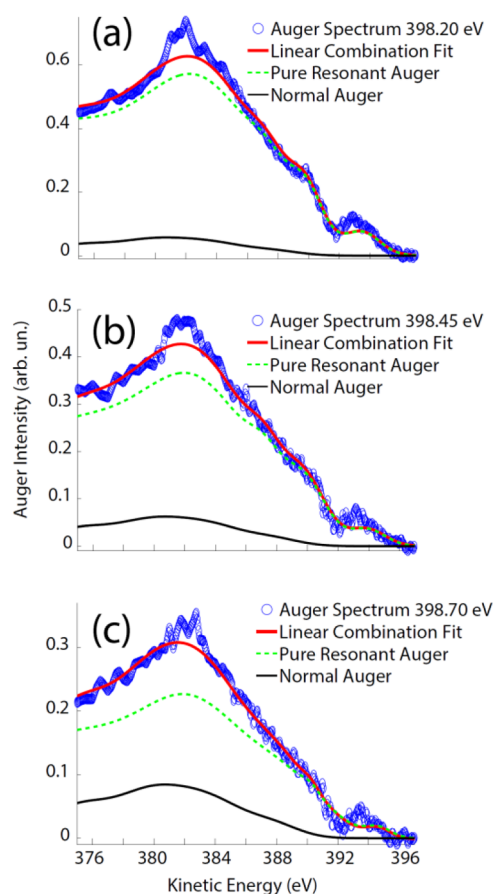 (a)
Auger Spectrum 398.20 eV
Linear Combination Fit
Pure Resonant Auger
Normal Auger
0.6
0.4
0.2
0
(b)
Auger Spectrum 398.45 eV
Linear Combination Fit
Pure Resonant Auger
Normal Auger
0.5
0.4
0.3
0.2
0.1
0
Auger Intensity (arb. un.)
(c)
Auger Spectrum 398.70 eV
Linear Combination Fit
Pure Resonant Auger
Normal Auger
0.3
0.2
0.1
0
376 380 384 388 392 396
Kinetic Energy (eV)